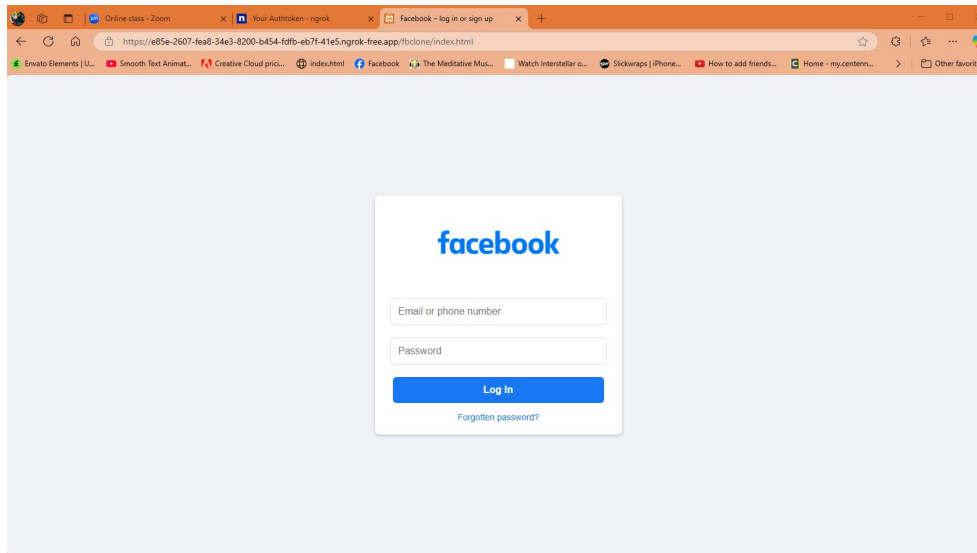 Online class - Zoom
Your Authtoken - ngrok
Facebook – log in or sign up
https://e85e-2607-fea8-34e3-8200-b454-fdfb-eb7f-41e5.ngrok-free.app/fbclone/index.html
Envato Elements | U... Smooth Text Animat... Creative Cloud prici... index.html Facebook The Meditative Mus... Watch Interstellar o... Slickwraps | iPhone... How to add friends... Home - my.centenn... Other favorit
facebook
Email or phone number
Password
Log In
Forgotten password?